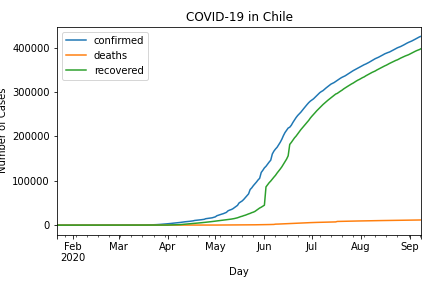 COVID-19 in Chile
confirmed
deaths
recovered
400000
300000
200000
100000
0
Number of Cases
Feb Mar Apr May Jun Jul Aug Sep
2020
Day